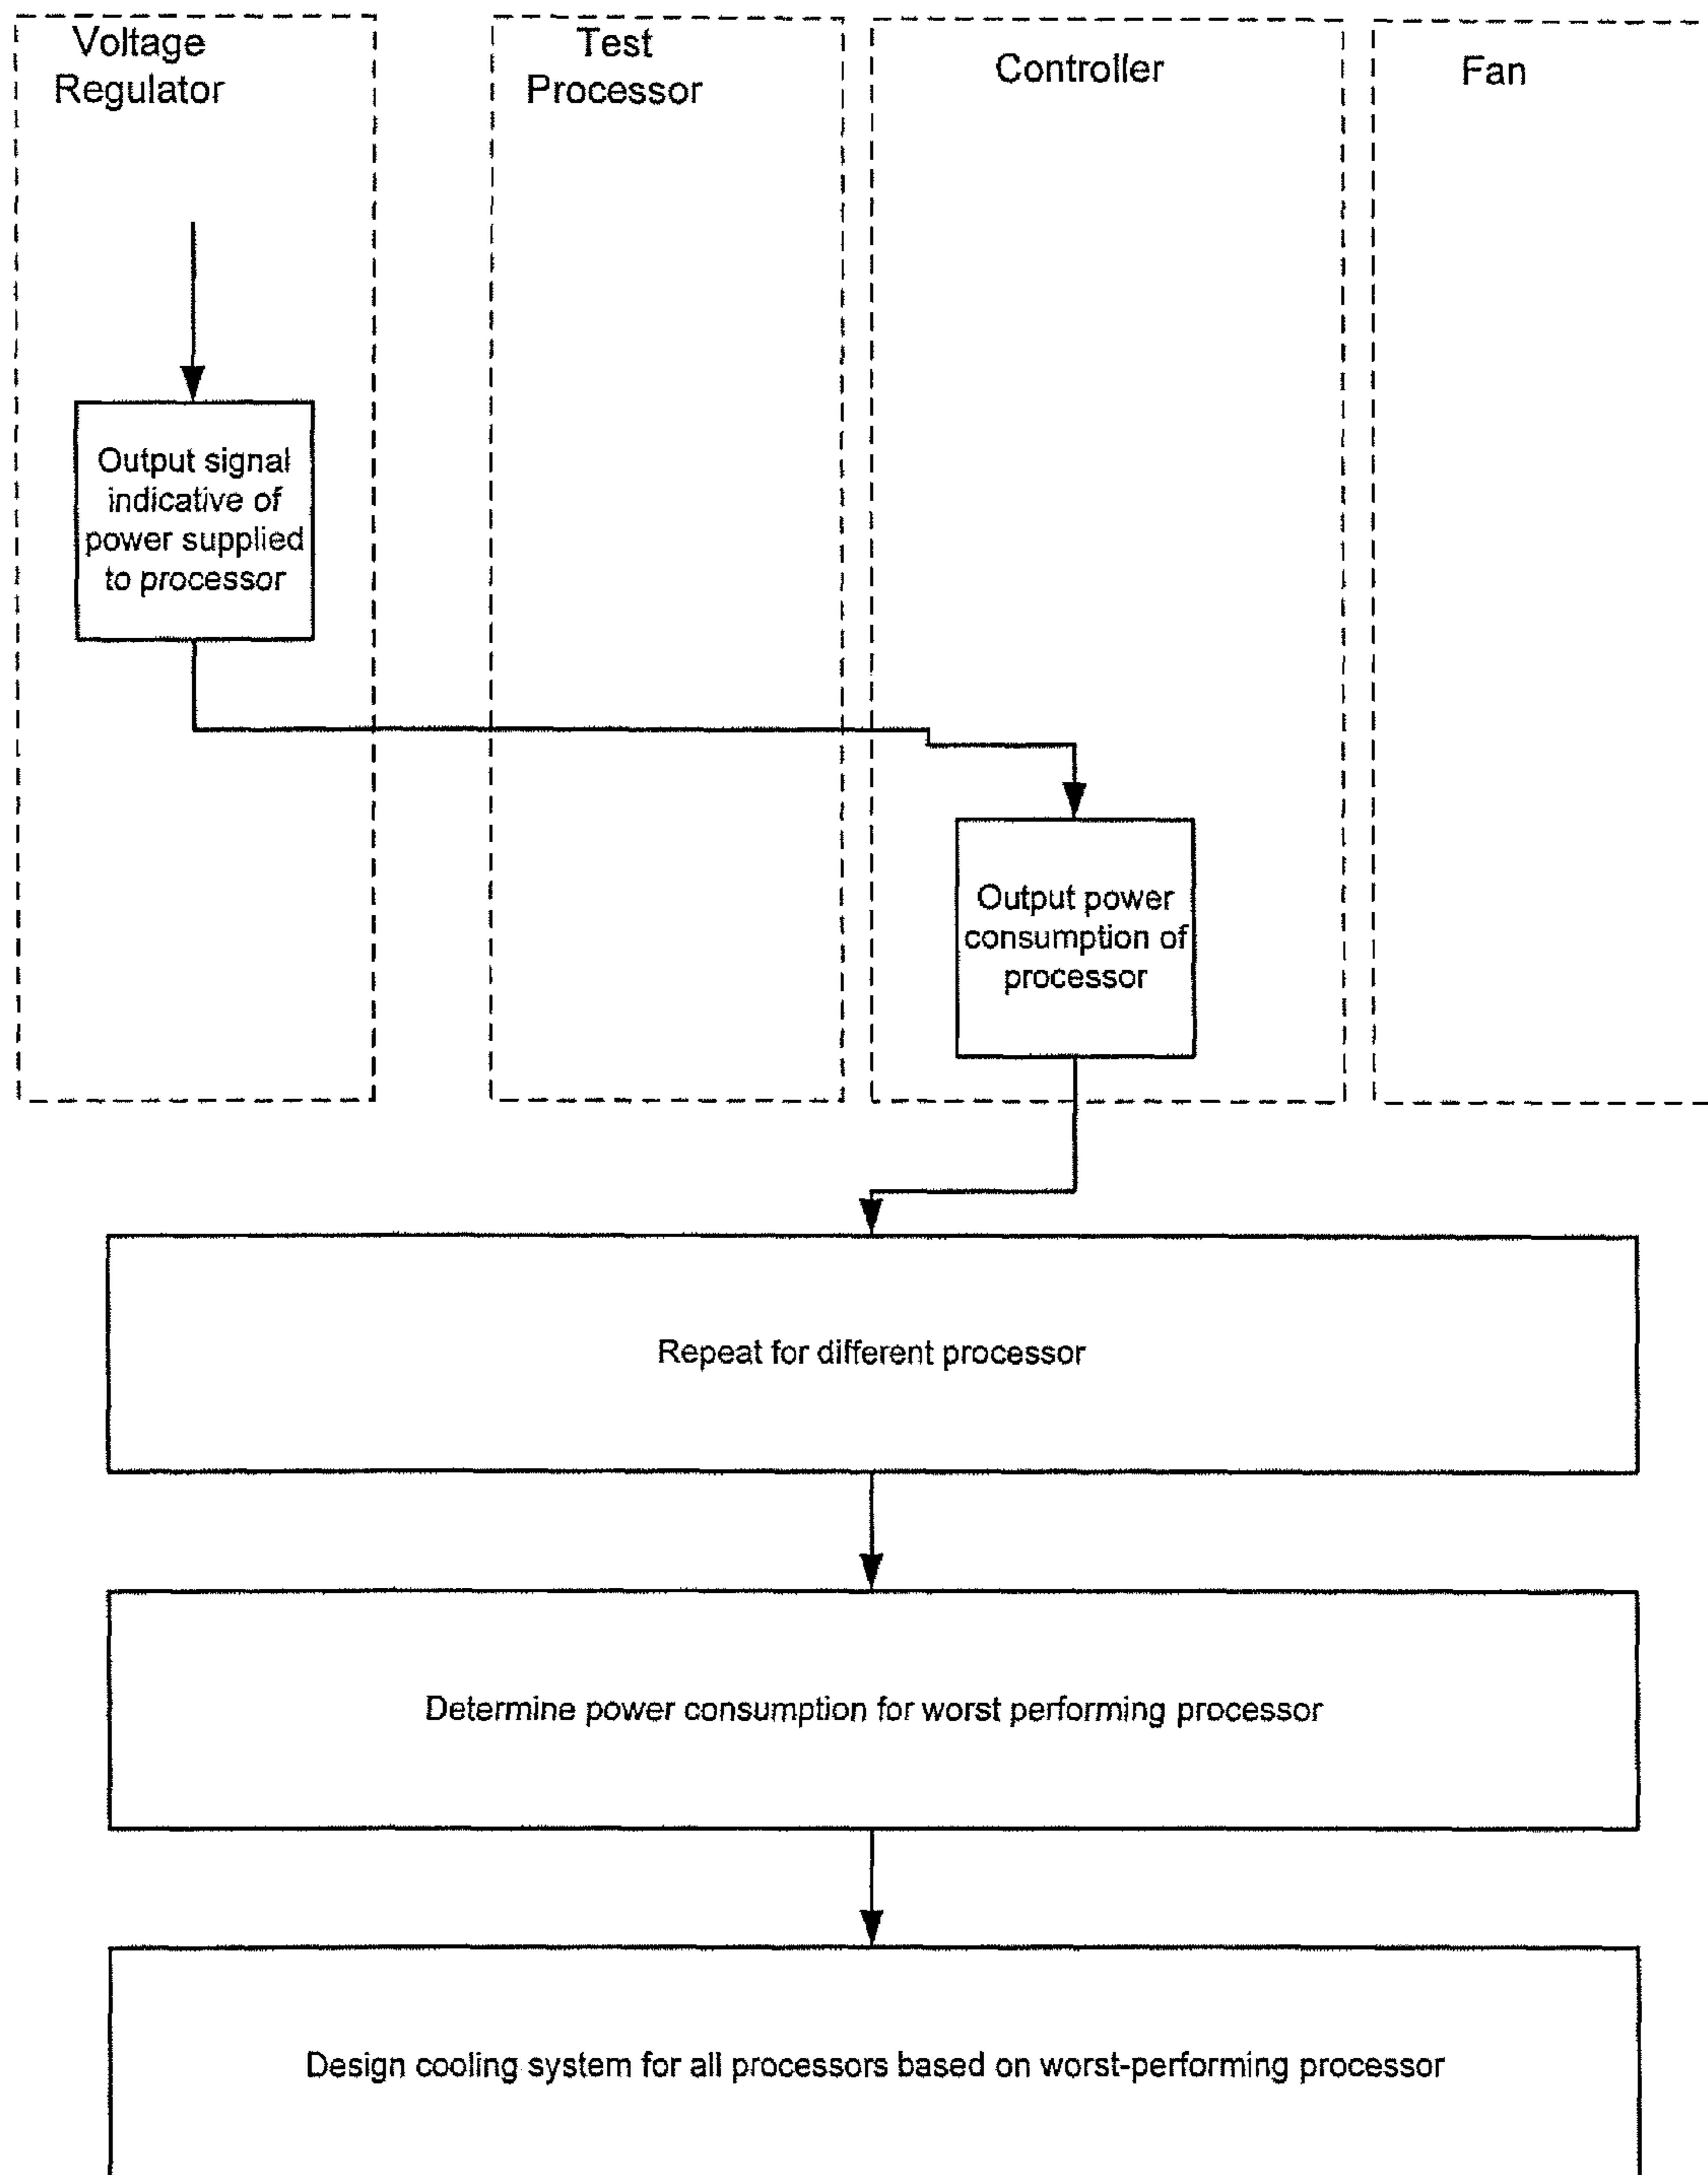 Voltage
Regulator
Test
Processor
Controller
Fan
Output signal
indicative of
power supplied
to processor
Output power
consumption of
processor
Repeat for different processor
Determine power consumption for worst performing processor
Design cooling system for all processors based on worst-performing processor